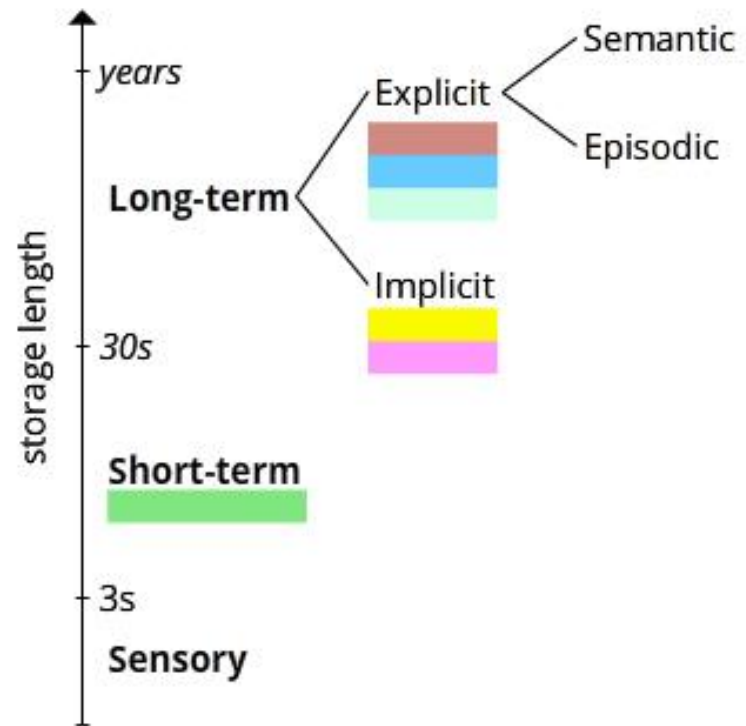 Semantic
years
Explicit
Episodic
Long-term
Implicit
storage length
30s
Short-term
3s
Sensory